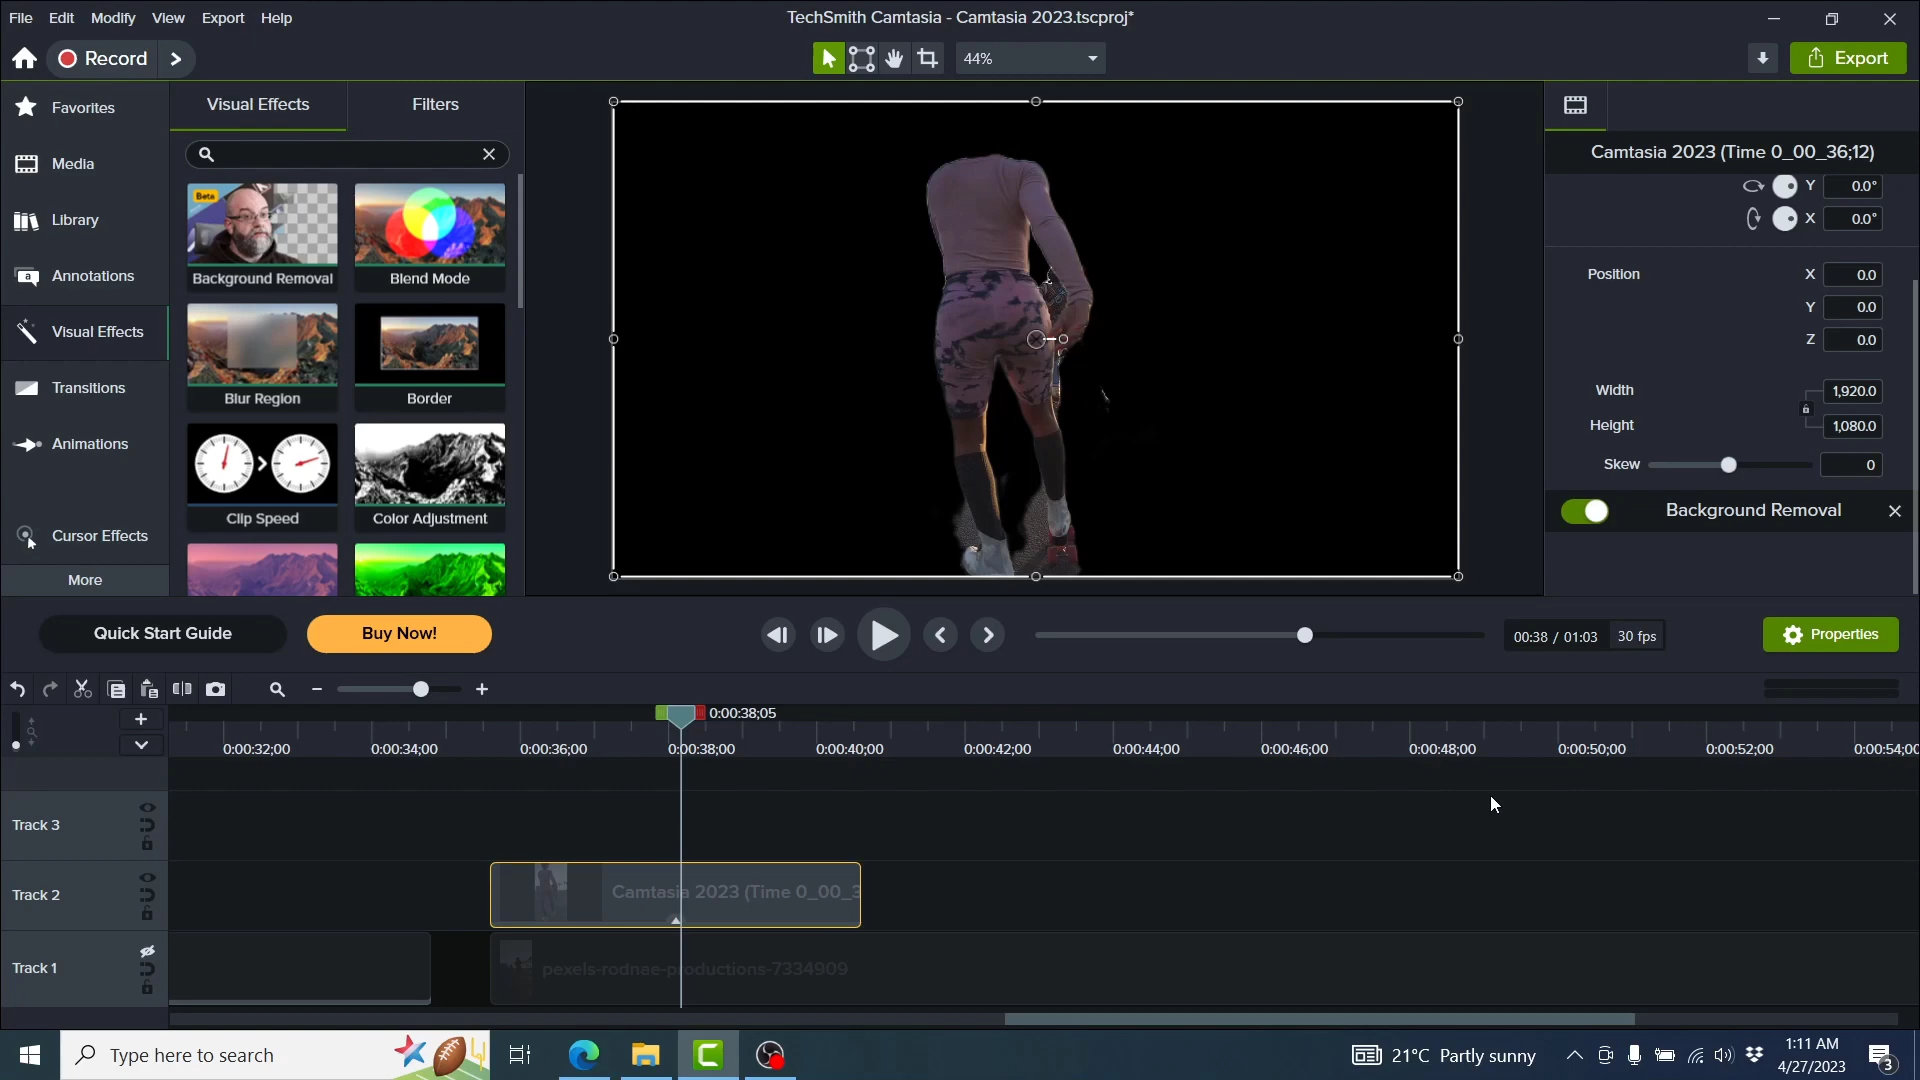 File Edit Modify View Export Help
TechSmith Camtasia - Camtasia 2023.tscproj*
Record
44%
Export
Favorites
Media
Library
Annotations
Visual Effects
Transitions
Animations
Cursor Effects
More
Visual Effects
Filters
Beta
Background Removal
Blend Mode
Blur Region
Border
Clip Speed
Color Adjustment
Camtasia 2023 (Time 0_00_36;12)
Y 0.0°
X 0.0°
Position X 0.0
Y 0.0
Z 0.0
Width 1,920.0
Height 1,080.0
Skew 0
Background Removal
Quick Start Guide
Buy Now!
00:38 / 01:03 30 fps
Properties
0:00:38;05
0:00:32;00 0:00:34;00 0:00:36;00 0:00:38;00 0:00:40;00 0:00:42;00 0:00:44;00 0:00:46;00 0:00:48;00 0:00:50;00 0:00:52;00 0:00:54;00
Track 3
Track 2
Camtasia 2023 (Time 0_00_3
Track 1
pexels-rodnae-productions-7334909
Type here to search
21°C Partly sunny
1:11 AM
4/27/2023
3